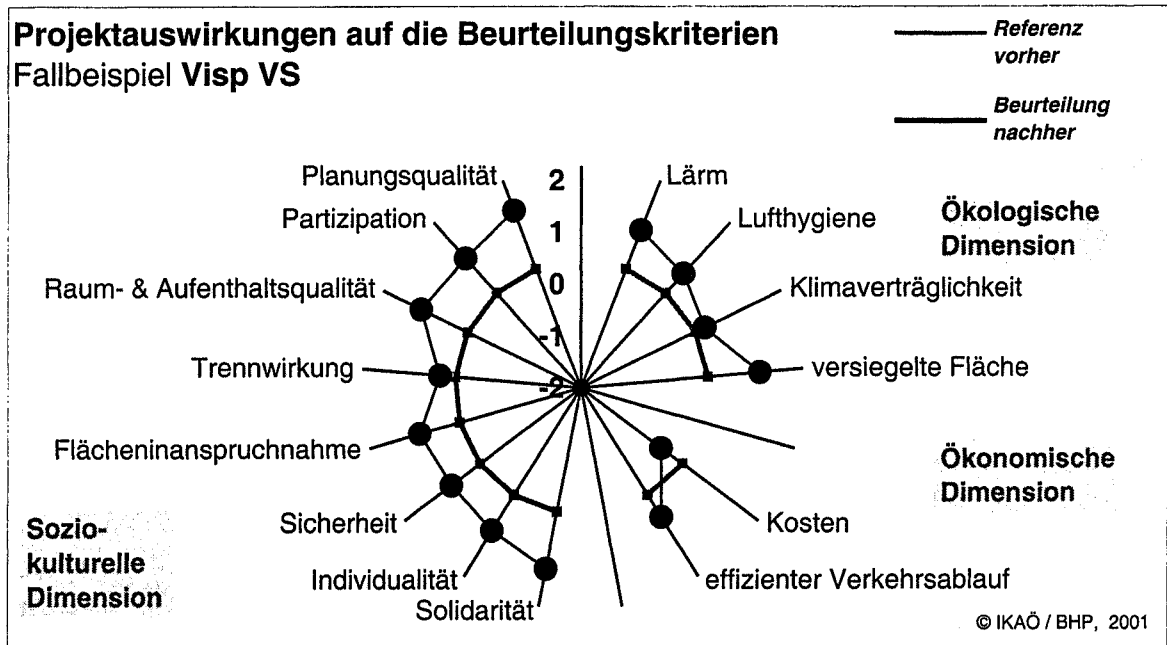 Projektauswirkungen auf die Beurteilungskriterien
Fallbeispiel Visp VS
Referenz
vorher
Beurteilung
nachher
Planungsqualität
Partizipation
Raum- & Aufenthaltsqualität
Trennwirkung
Flächeninanspruchnahme
Sicherheit
Individualität
Solidarität
2
1
0
-1
-2
Lärm
Lufthygiene
Klimaverträglichkeit
versiegelte Fläche
Kosten
effizienter Verkehrsablauf
Ökologische
Dimension
Ökonomische
Dimension
Sozio-
kulturelle
Dimension
© IKAÖ / BHP, 2001